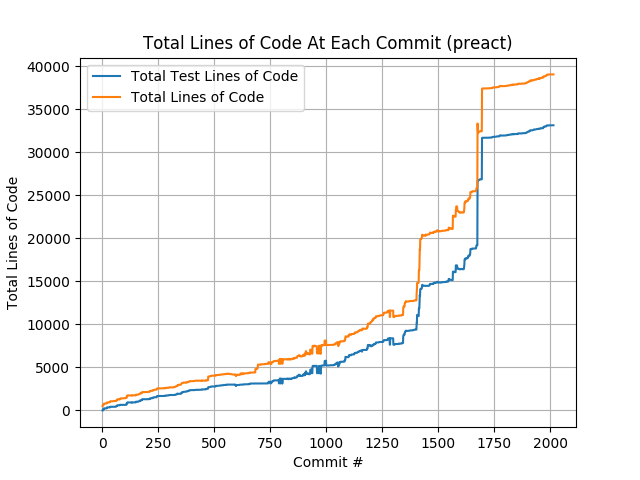 Total Lines of Code At Each Commit (preact)
Total Test Lines of Code
Total Lines of Code
Total Lines of Code
40000
35000
30000
25000
20000
15000
10000
5000
0
0 250 500 750 1000 1250 1500 1750 2000
Commit #